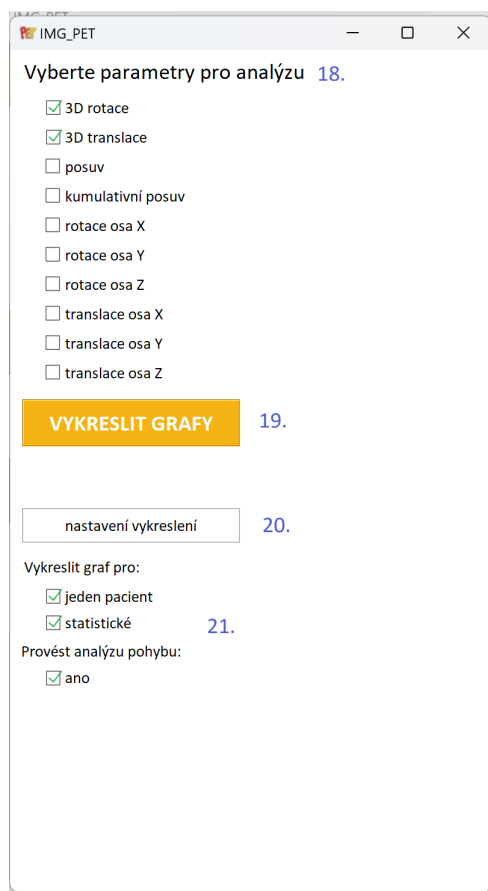 IMG_PET
Vyberte parametry pro analýzu 18.
3D rotace
3D translace
posuv
kumulativní posuv
rotace osa X
rotace osa Y
rotace osa Z
translace osa X
translace osa Y
translace osa Z
VYKRESLIT GRAFY 19.
nastavení vykreslení 20.
Vykreslit graf pro:
jeden pacient
statistické 21.
Provést analýzu pohybu:
ano